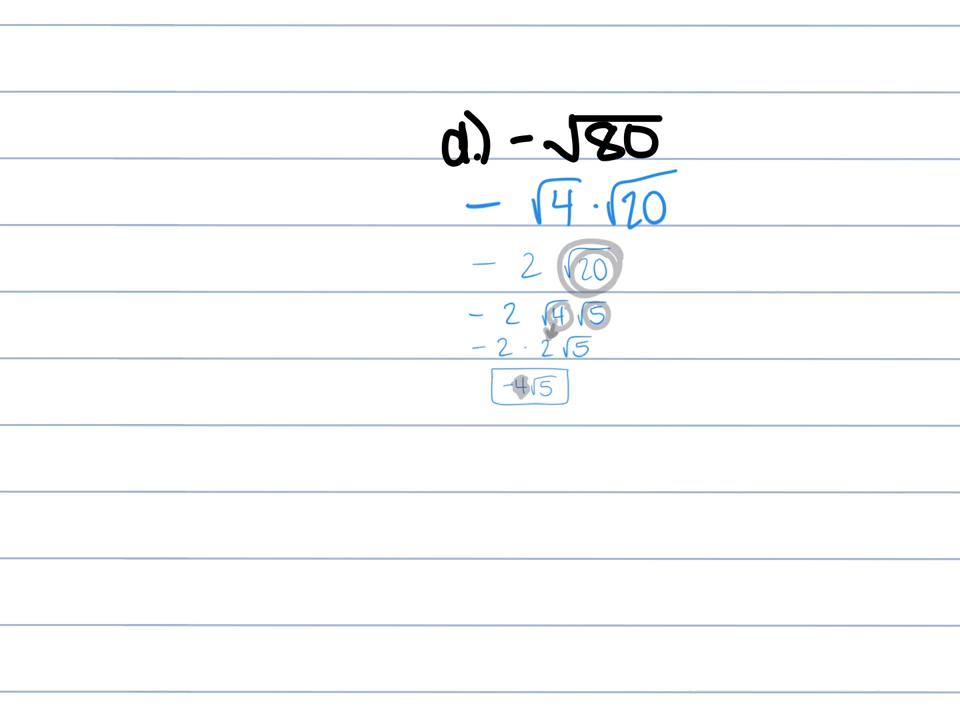 d.) -√80
- √4 · √20
- 2 √20
- 2 √4 √5
- 2 · 2√5
-4√5